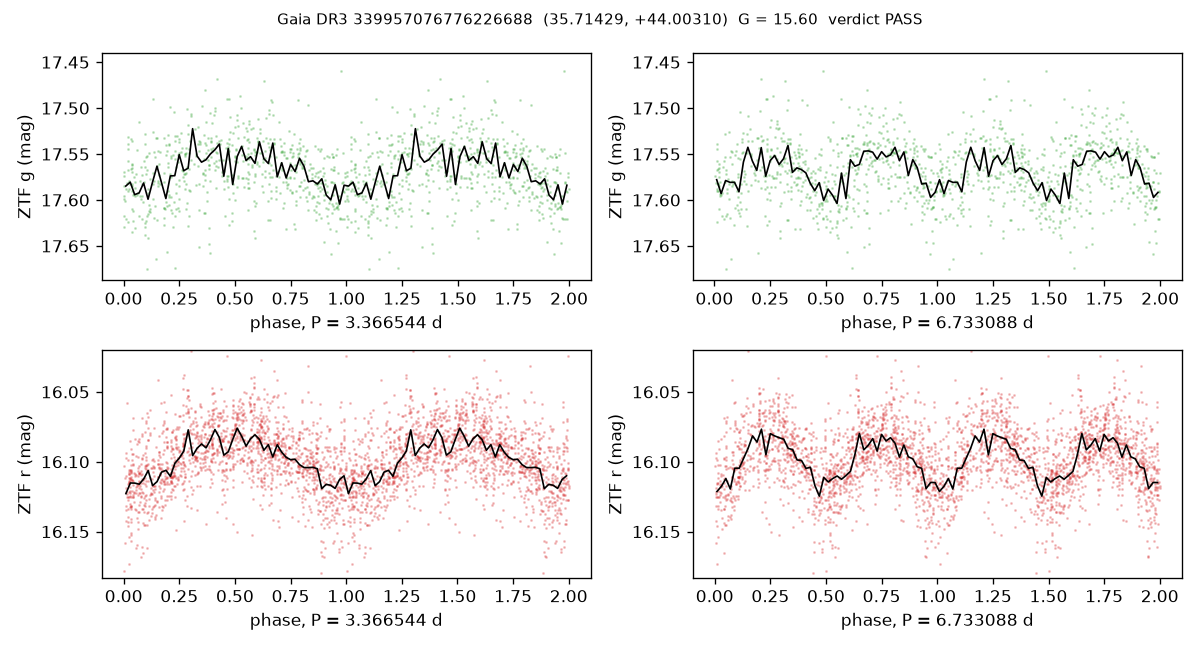 Gaia DR3 339957076776226688  (35.71429, +44.00310)  G = 15.60  verdict PASS
ZTF g (mag)
17.45
17.50
17.55
17.60
17.65
0.00 0.25 0.50 0.75 1.00 1.25 1.50 1.75 2.00
phase, P = 3.366544 d
ZTF g (mag)
17.45
17.50
17.55
17.60
17.65
0.00 0.25 0.50 0.75 1.00 1.25 1.50 1.75 2.00
phase, P = 6.733088 d
ZTF r (mag)
16.05
16.10
16.15
0.00 0.25 0.50 0.75 1.00 1.25 1.50 1.75 2.00
phase, P = 3.366544 d
ZTF r (mag)
16.05
16.10
16.15
0.00 0.25 0.50 0.75 1.00 1.25 1.50 1.75 2.00
phase, P = 6.733088 d